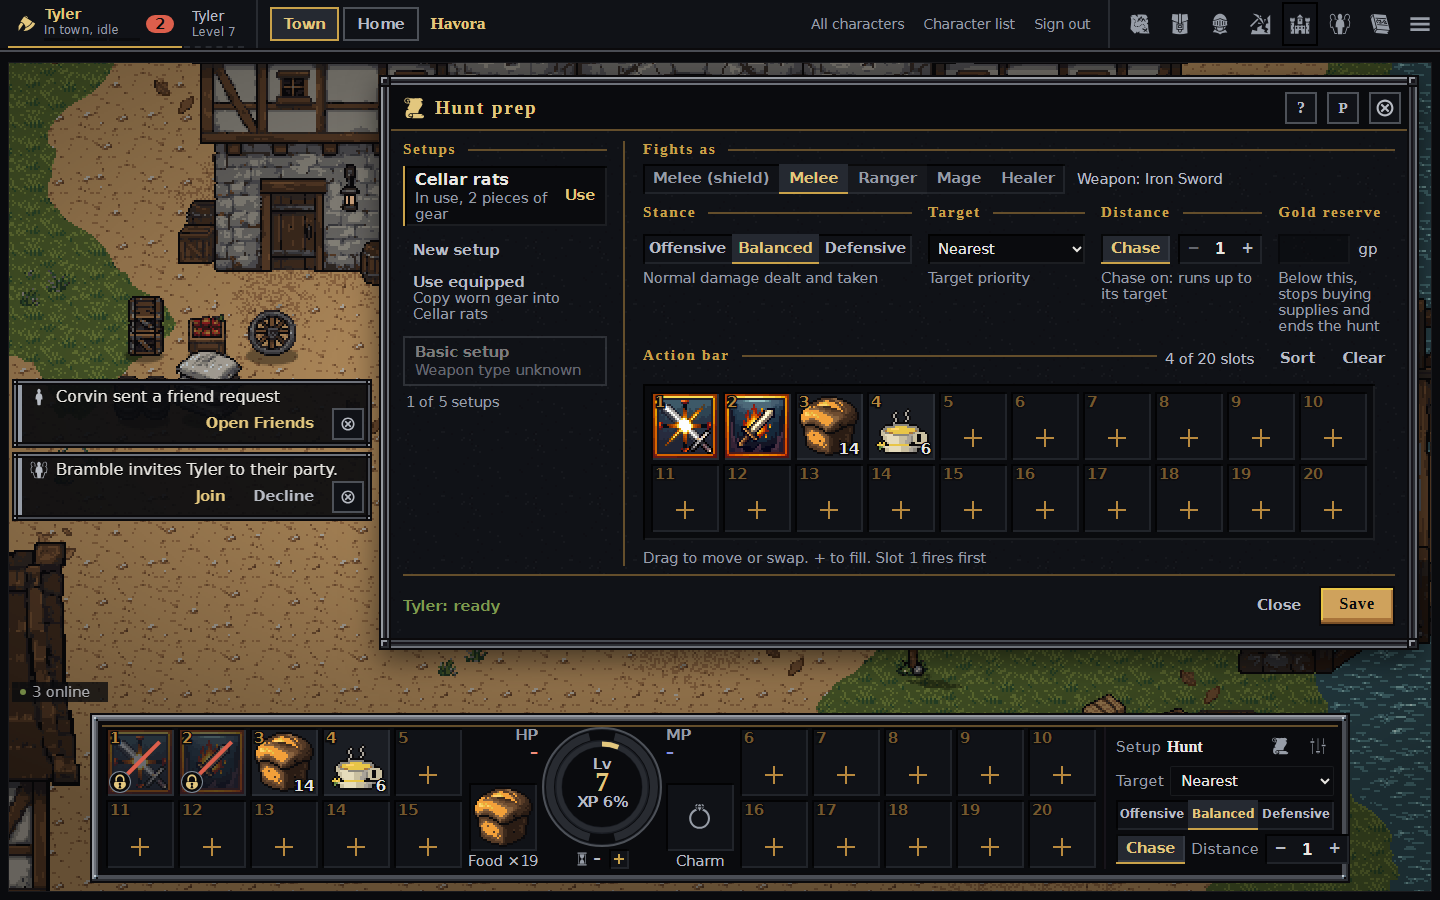 Tyler
In town, idle
2
Tyler
Level 7
Town
Home
Havora
All characters
Character list
Sign out
Hunt prep
?
P
Setups
Cellar rats
In use, 2 pieces of
gear
Use
New setup
Use equipped
Copy worn gear into
Cellar rats
Basic setup
Weapon type unknown
1 of 5 setups
Fights as
Melee (shield)
Melee
Ranger
Mage
Healer
Weapon: Iron Sword
Stance
Offensive
Balanced
Defensive
Normal damage dealt and taken
Target
Nearest
Target priority
Distance
Chase
− 1 +
Chase on: runs up to
its target
Gold reserve
gp
Below this,
stops buying
supplies and
ends the hunt
Action bar
4 of 20 slots
Sort
Clear
1 2 3 4 5 6 7 8 9 10
14 6
11 12 13 14 15 16 17 18 19 20
Drag to move or swap. + to fill. Slot 1 fires first
Tyler: ready
Close
Save
Corvin sent a friend request
Open Friends
Bramble invites Tyler to their party.
Join
Decline
3 online
1 2 3 4 5
14 6
11 12 13 14 15
HP
-
Food ×19
Lv
7
XP 6%
- +
MP
-
Charm
6 7 8 9 10
16 17 18 19 20
Setup Hunt
Target Nearest
Offensive
Balanced
Defensive
Chase
Distance
− 1 +